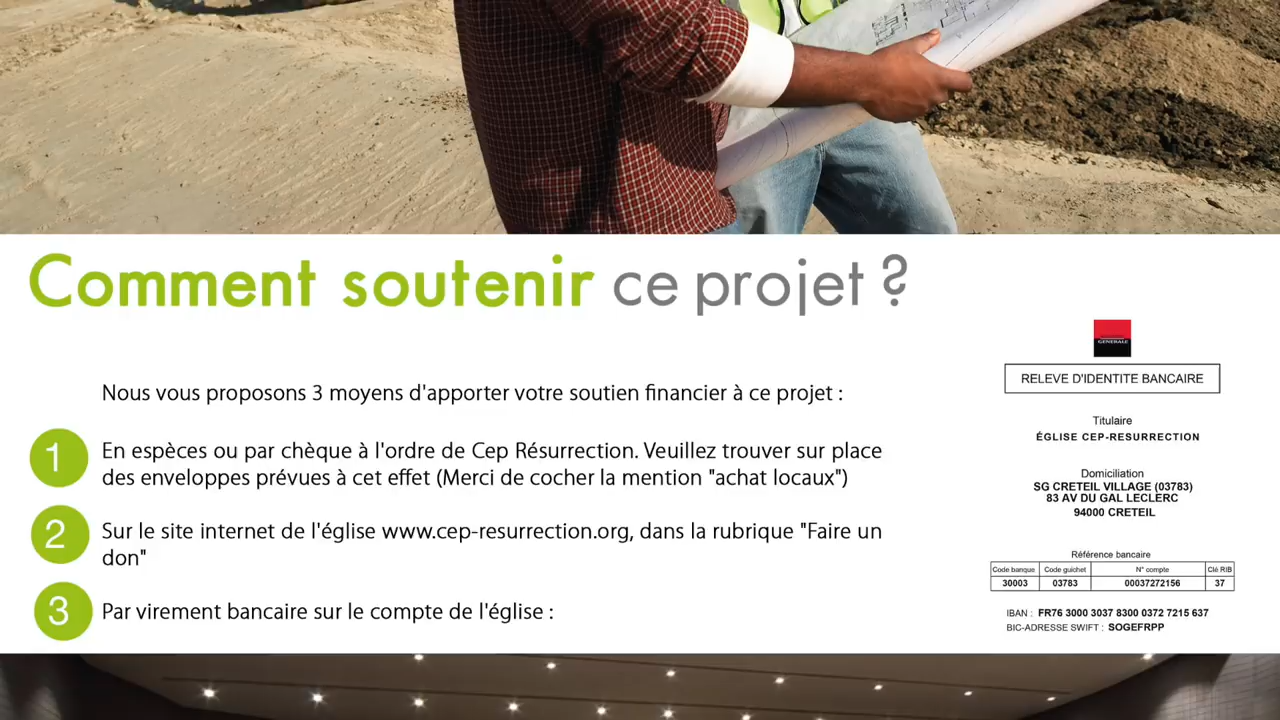 Comment soutenir ce projet ?
Nous vous proposons 3 moyens d'apporter votre soutien financier à ce projet :
1 En espèces ou par chèque à l'ordre de Cep Résurrection. Veuillez trouver sur place
des enveloppes prévues à cet effet (Merci de cocher la mention "achat locaux")
2 Sur le site internet de l'église www.cep-resurrection.org, dans la rubrique "Faire un
don"
3 Par virement bancaire sur le compte de l'église :
GENERALE
RELEVE D'IDENTITE BANCAIRE
Titulaire
ÉGLISE CEP-RESURRECTION
Domiciliation
SG CRETEIL VILLAGE (03783)
83 AV DU GAL LECLERC
94000 CRETEIL
Référence bancaire
Code banque Code guichet N° compte Clé RIB
30003 03783 00037272156 37
IBAN : FR76 3000 3037 8300 0372 7215 637
BIC-ADRESSE SWIFT : SOGEFRPP